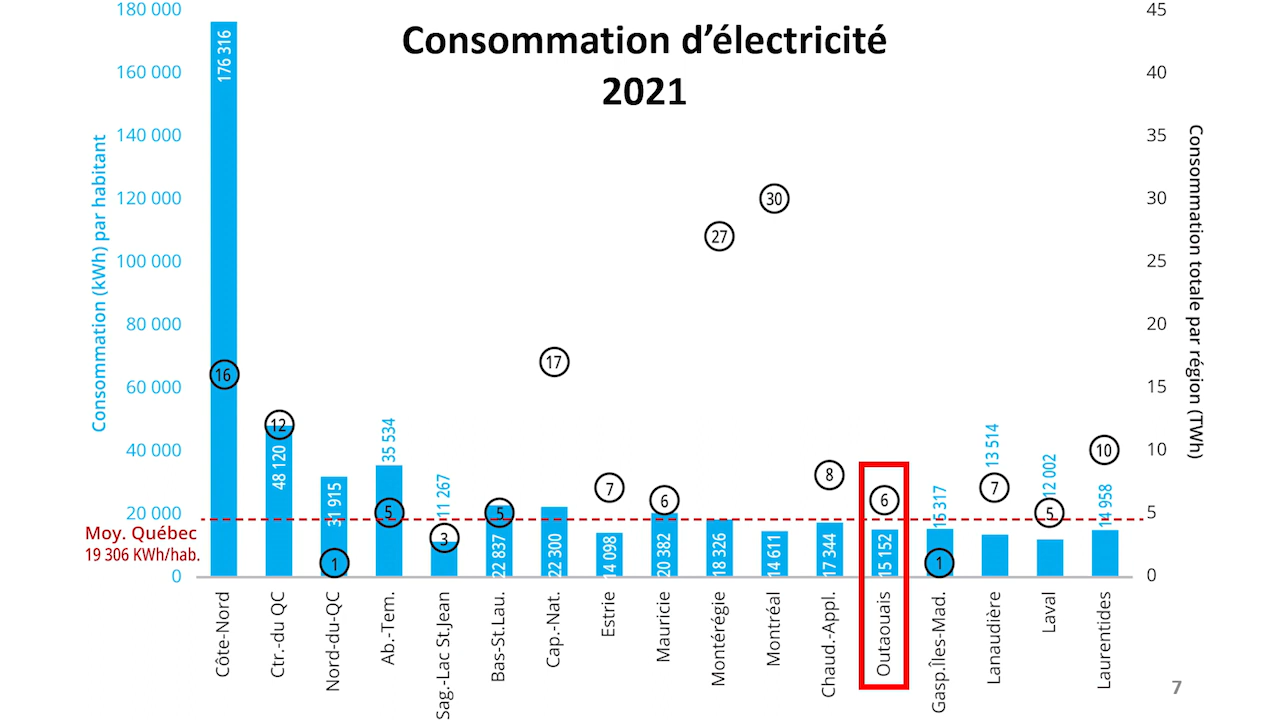 Consommation d’électricité
2021
Consommation (kWh) par habitant
180 000
160 000
140 000
120 000
100 000
80 000
60 000
40 000
20 000
0
Moy. Québec
19 306 KWh/hab.
176 316
48 120
31 915
35 534
11 267
22 837
22 300
14 098
20 382
18 326
14 611
17 344
15 152
15 317
13 514
12 002
14 958
16
12
1
5
3
5
17
7
6
27
30
8
6
1
7
5
10
Côte-Nord
Ctr.-du QC
Nord-du-QC
Ab.-Tem.
Sag.-Lac St.Jean
Bas-St.Lau.
Cap.-Nat.
Estrie
Mauricie
Montérégie
Montréal
Chaud.-Appl.
Outaouais
Gasp.Îles-Mad.
Lanaudière
Laval
Laurentides
45
40
35
30
25
20
15
10
5
0
Consommation totale par région (TWh)
7